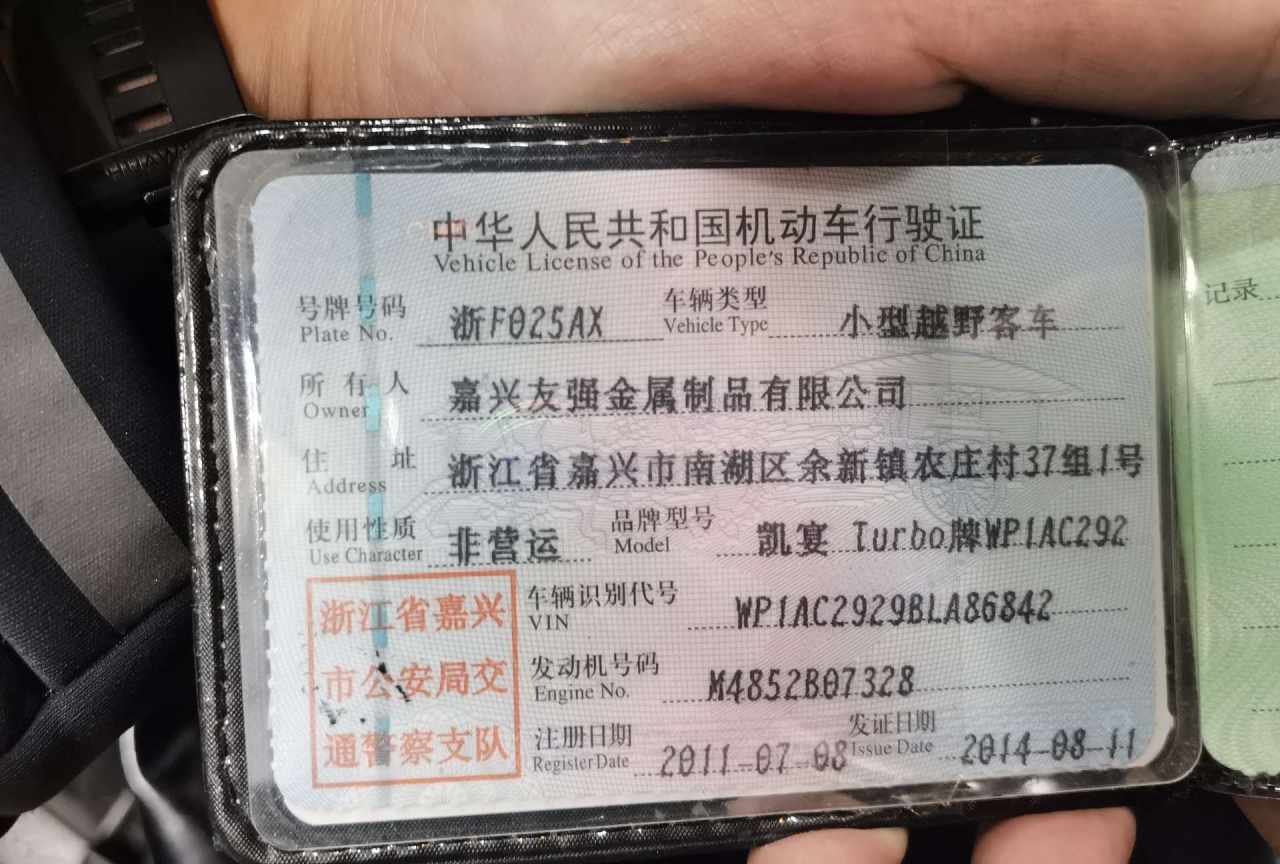 中华人民共和国机动车行驶证
Vehicle License of the People's Republic of China
号牌号码 浙F025AX 车辆类型 小型越野客车
Plate No. Vehicle Type
所有人 嘉兴友强金属制品有限公司
Owner
住址 浙江省嘉兴市南湖区余新镇农庄村37组1号
Address
使用性质 非营运 品牌型号 凯宴 Turbo牌WP1AC292
Use Character Model
浙江省嘉兴
市公安局交
通警察支队
车辆识别代号 WP1AC2929BLA86842
VIN
发动机号码 M4852B07328
Engine No.
注册日期 2011-07-08 发证日期 2014-08-11
Register Date Issue Date
记录